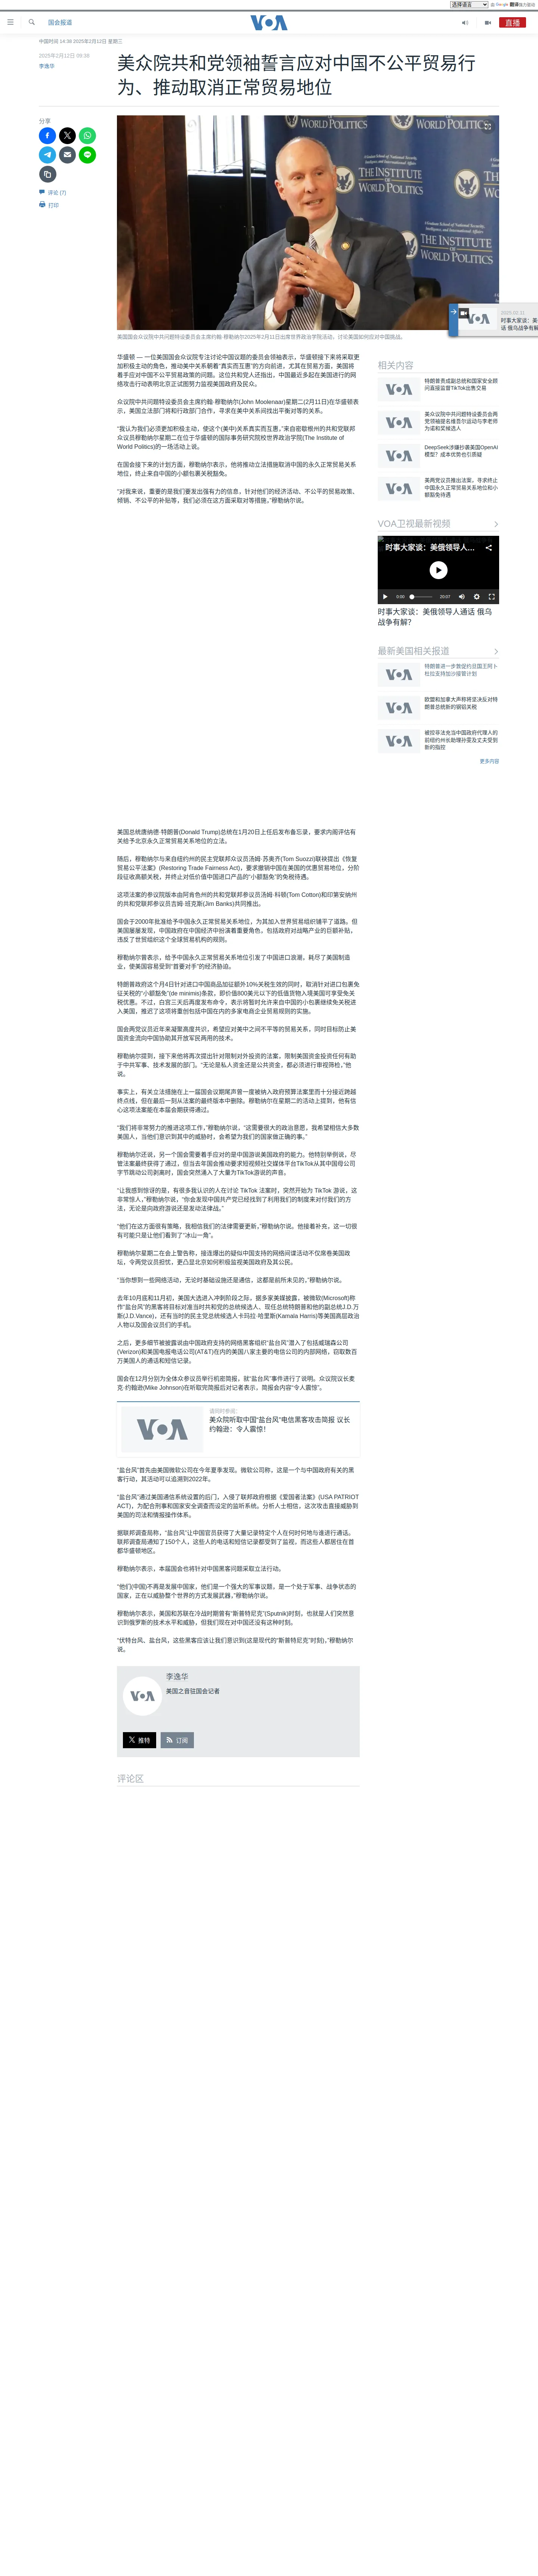 选择语言
由 Google 翻译强力驱动
国会报道
VOA
直播
中国时间 14:38 2025年2月12日 星期三
2025年2月12日 09:38
李逸华
美众院共和党领袖誓言应对中国不公平贸易行
为、推动取消正常贸易地位
分享
评论 (7)
打印
THE INSTITUTE
OF WORLD
POLITICS
美国国会众议院中共问题特设委员会主席约翰·穆勒纳尔2025年2月11日出席世界政治学院活动，讨论美国如何应对中国挑战。
华盛顿 — 一位美国国会众议院专注讨论中国议题的委员会领袖表示，华盛顿接下来将采取更
加积极主动的角色，推动美中关系朝着“真实而互惠”的方向前进，尤其在贸易方面，美国将
着手应对中国不公平贸易政策的问题。这位共和党人还指出，中国最近多起在美国进行的网
络攻击行动表明北京正试图努力监视美国政府及民众。
众议院中共问题特设委员会主席约翰·穆勒纳尔(John Moolenaar)星期二(2月11日)在华盛顿表
示，美国立法部门将和行政部门合作，寻求在美中关系间找出平衡对等的关系。
“我认为我们必须更加积极主动，使这个(美中)关系真实而互惠，”来自密歇根州的共和党联邦
众议员穆勒纳尔星期二在位于华盛顿的国际事务研究院校世界政治学院(The Institute of
World Politics)的一场活动上说。
在国会接下来的计划方面，穆勒纳尔表示，他将推动立法措施取消中国的永久正常贸易关系
地位，终止来自中国的小额包裹关税豁免。
“对我来说，重要的是我们要发出强有力的信息，针对他们的经济活动、不公平的贸易政策、
倾销、不公平的补贴等，我们必须在这方面采取对等措施，”穆勒纳尔说。
相关内容
特朗普责成副总统和国家安全顾
问直接监督TikTok出售交易
美众议院中共问题特设委员会两
党领袖提名维吾尔运动与李老师
为诺和奖候选人
DeepSeek涉嫌抄袭美国OpenAI
模型？成本优势也引质疑
美两党议员推出法案，寻求终止
中国永久正常贸易关系地位和小
额豁免待遇
2025.03.11
时事大家谈：美
话 俄乌战争有解
VOA卫视最新视频
时事大家谈：美俄领导人…
0:00
20:07
时事大家谈：美俄领导人通话 俄乌
战争有解？
最新美国相关报道
特朗普进一步敦促约旦国王阿卜
杜拉支持加沙接管计划
欧盟和加拿大声称将坚决反对特
朗普总统新的钢铝关税
被控非法充当中国政府代理人的
前纽约州长助理孙雯及丈夫受到
新的指控
更多内容
美国总统唐纳德·特朗普(Donald Trump)总统在1月20日上任后发布备忘录，要求内阁评估有
关给予北京永久正常贸易关系地位的立法。
随后，穆勒纳尔与来自纽约州的民主党联邦众议员汤姆·苏奥齐(Tom Suozzi)联袂提出《恢复
贸易公平法案》(Restoring Trade Fairness Act)，要求撤销中国在美国的优惠贸易地位，分阶
段征收高额关税，并终止对低价值中国进口产品的“小额豁免”的免税待遇。
这项法案的参议院版本由阿肯色州的共和党联邦参议员汤姆·科顿(Tom Cotton)和印第安纳州
的共和党联邦参议员吉姆·班克斯(Jim Banks)共同推出。
国会于2000年批准给予中国永久正常贸易关系地位，为其加入世界贸易组织铺平了道路。但
美国屡屡发现，中国政府在中国经济中扮演着重要角色，包括政府对战略产业的巨额补贴，
违反了世贸组织这个全球贸易机构的规则。
穆勒纳尔曾表示，给予中国永久正常贸易关系地位引发了中国进口浪潮，耗尽了美国制造
业，使美国容易受到“首要对手”的经济胁迫。
特朗普政府这个月4日针对进口中国商品加征额外10%关税生效的同时，取消针对进口包裹免
征关税的“小额豁免”(de minimis)条款，即价值800美元以下的低值货物入境美国可享受免关
税优惠。不过，白宫三天后再度发布命令，表示将暂时允许来自中国的小包裹继续免关税进
入美国，推迟了这项将重创包括中国在内的多家电商企业贸易规则的实施。
国会两党议员近年来凝聚高度共识，希望应对美中之间不平等的贸易关系，同时目标防止美
国资金流向中国协助其开放军民两用的技术。
穆勒纳尔提到，接下来他将再次提出针对限制对外投资的法案，限制美国资金投资任何有助
于中共军事、技术发展的部门。“无论是私人资金还是公共资金，都必须进行审视筛检，”他
说。
事实上，有关立法措施在上一届国会议期尾声曾一度被纳入政府预算法案里而十分接近跨越
终点线，但在最后一刻从法案的最终版本中删除。穆勒纳尔在星期二的活动上提到，他有信
心这项法案能在本届会期获得通过。
“我们将非常努力的推进这项工作，”穆勒纳尔说，“这需要很大的政治意愿，我希望相信大多数
美国人，当他们意识到其中的威胁时，会希望为我们的国家做正确的事。”
穆勒纳尔还说，另一个国会需要着手应对的是中国游说美国政府的能力。他特别举例说，尽
管法案最终获得了通过，但当去年国会推动要求短视频社交媒体平台TikTok从其中国母公司
字节跳动公司剥离时，国会突然涌入了大量为TikTok游说的声音。
“让我感到惊讶的是，有很多我认识的人在讨论 TikTok 法案时，突然开始为 TikTok 游说，这
非常惊人，”穆勒纳尔说，“你会发现中国共产党已经找到了利用我们的制度来对付我们的方
法，无论是向政府游说还是发动法律战。”
“他们在这方面很有策略，我相信我们的法律需要更新，”穆勒纳尔说。他接着补充，这一切很
有可能只是让他们看到了“冰山一角”。
穆勒纳尔星期二在会上警告称，接连爆出的疑似中国支持的网络间谍活动不仅席卷美国政
坛，令两党议员担忧，更凸显北京如何积极监视美国政府及其公民。
“当你想到一些网络活动，无论时基础设施还是通信，这都是前所未见的，”穆勒纳尔说。
去年10月底和11月初，美国大选进入冲刺阶段之际。据多家美媒披露，被微软(Microsoft)称
作“盐台风”的黑客将目标对准当时共和党的总统候选人、现任总统特朗普和他的副总统J.D.万
斯(J.D.Vance)，还有当时的民主党总统候选人卡玛拉·哈里斯(Kamala Harris)等美国高层政治
人物以及国会议员们的手机。
之后，更多细节被披露说由中国政府支持的网络黑客组织“盐台风”潜入了包括威瑞森公司
(Verizon)和美国电报电话公司(AT&T)在内的美国八家主要的电信公司的内部网络，窃取数百
万美国人的通话和短信记录。
国会在12月分别为全体众参议员举行机密简报，就“盐台风”事件进行了说明。众议院议长麦
克·约翰逊(Mike Johnson)在听取完简报后对记者表示，简报会内容“令人震惊”。
请同时参阅：
美众院听取中国“盐台风”电信黑客攻击简报 议长
约翰逊：令人震惊！
“盐台风”首先由美国微软公司在今年夏季发现。微软公司称，这是一个与中国政府有关的黑
客行动，其活动可以追溯到2022年。
“盐台风”通过美国通信系统设置的后门，入侵了联邦政府根据《爱国者法案》(USA PATRIOT
ACT)，为配合刑事和国家安全调查而设定的监听系统。分析人士相信，这次攻击直接威胁到
美国的司法和情报操作体系。
据联邦调查局称，“盐台风”让中国官员获得了大量记录特定个人在何时何地与谁进行通话。
联邦调查局通知了150个人，这些人的电话和短信记录都受到了监视，而这些人都居住在首
都华盛顿地区。
穆勒纳尔表示，本届国会也将针对中国黑客问题采取立法行动。
“他们(中国)不再是发展中国家，他们是一个强大的军事议题，是一个处于军事、战争状态的
国家，正在以威胁整个世界的方式发展武器，”穆勒纳尔说。
穆勒纳尔表示，美国和苏联在冷战时期曾有“斯普特尼克”(Sputnik)时刻，也就是人们突然意
识到俄罗斯的技术水平和威胁，但我们现在对中国还没有这种时刻。
“伏特台风、盐台风，这些黑客应该让我们意识到(这是现代的“斯普特尼克”时刻)，”穆勒纳尔
说。
李逸华
美国之音驻国会记者
推特
订阅
评论区